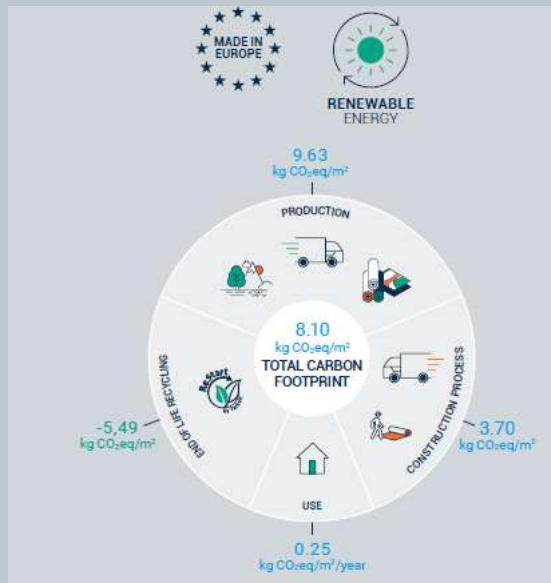 MADE IN
EUROPE
RENEWABLE
ENERGY
9.63
kg CO₂eq/m²
PRODUCTION
8.10
kg CO₂eq/m²
TOTAL CARBON
FOOTPRINT
ReStart
END OF LIFE RECYCLING
-5,49
kg CO₂eq/m²
CONSTRUCTION PROCESS
3.70
kg CO₂eq/m²
USE
0.25
kg CO₂eq/m²/year